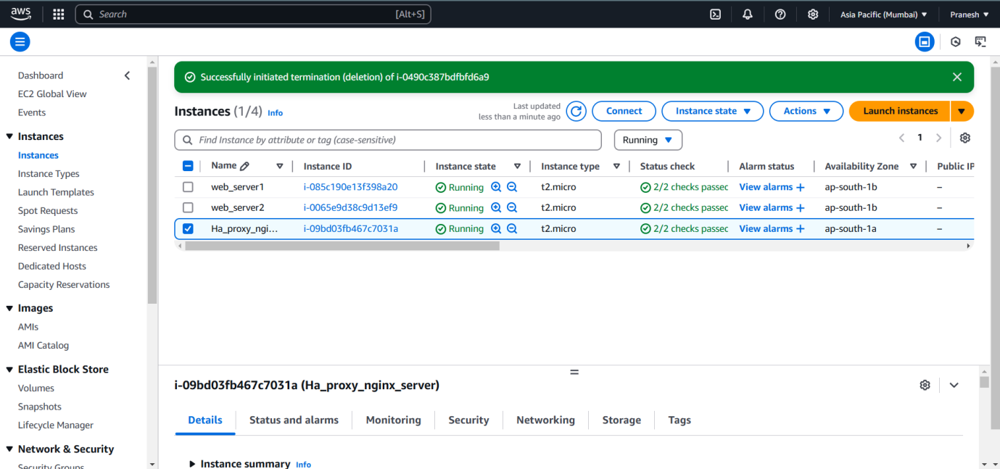 aws
Search [Alt+S] Asia Pacific (Mumbai) Pranesh
Dashboard
EC2 Global View
Events
Instances
Instances
Instance Types
Launch Templates
Spot Requests
Savings Plans
Reserved Instances
Dedicated Hosts
Capacity Reservations
Images
AMIs
AMI Catalog
Elastic Block Store
Volumes
Snapshots
Lifecycle Manager
Network & Security
Security Groups
Successfully initiated termination (deletion) of i-0490c387bdfbfd6a9
Instances (1/4) Info
Last updated
less than a minute ago
Connect Instance state Actions Launch instances
Find Instance by attribute or tag (case-sensitive) Running 1
Name Instance ID Instance state Instance type Status check Alarm status Availability Zone Public IP
web_server1 i-085c190e13f398a20 Running t2.micro 2/2 checks passed View alarms + ap-south-1b –
web_server2 i-0065e9d38c9d13ef9 Running t2.micro 2/2 checks passed View alarms + ap-south-1b –
Ha_proxy_ngi... i-09bd03fb467c7031a Running t2.micro 2/2 checks passed View alarms + ap-south-1a –
i-09bd03fb467c7031a (Ha_proxy_nginx_server)
Details Status and alarms Monitoring Security Networking Storage Tags
Instance summary Info